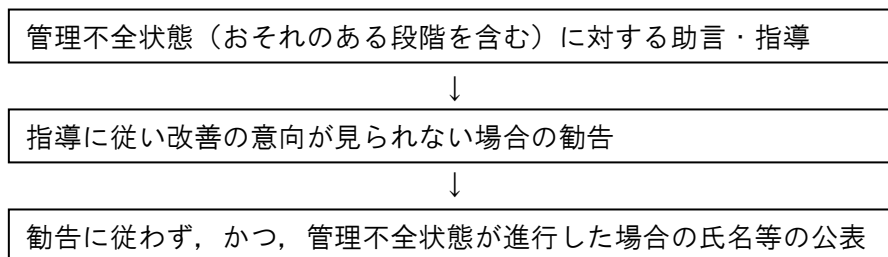 管理不全状態（おそれのある段階を含む）に対する助言・指導
↓
指導に従い改善の意向が見られない場合の勧告
↓
勧告に従わず，かつ，管理不全状態が進行した場合の氏名等の公表